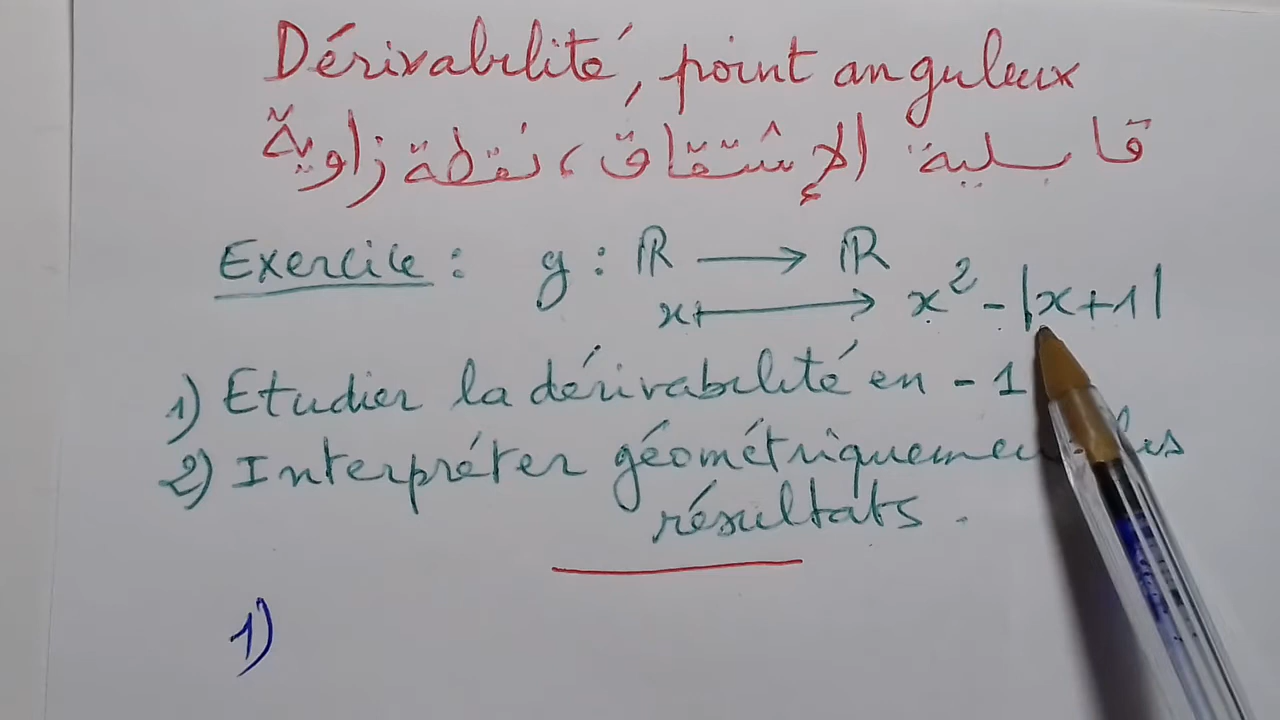 Dérivabilité, point anguleux
قابلية الإشتقاق، نقطة زاوية
Exercice : g : ℝ ⟶ ℝ
x ⟼ x² - |x+1|
1) Etudier la dérivabilité en -1
2) Interpréter géométriquement les
résultats.
1)